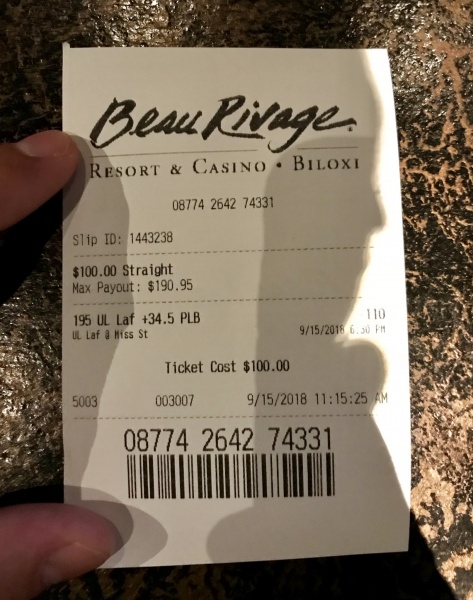 Beau Rivage
RESORT & CASINO • BILOXI
08774 2642 74331
Slip ID: 1443238
$100.00 Straight
Max Payout: $190.95
195 UL Laf +34.5 PLB 110
UL Laf @ Miss St 9/15/2018 6:30 PM
Ticket Cost $100.00
5003 003007 9/15/2018 11:15:25 AM
08774 2642 74331